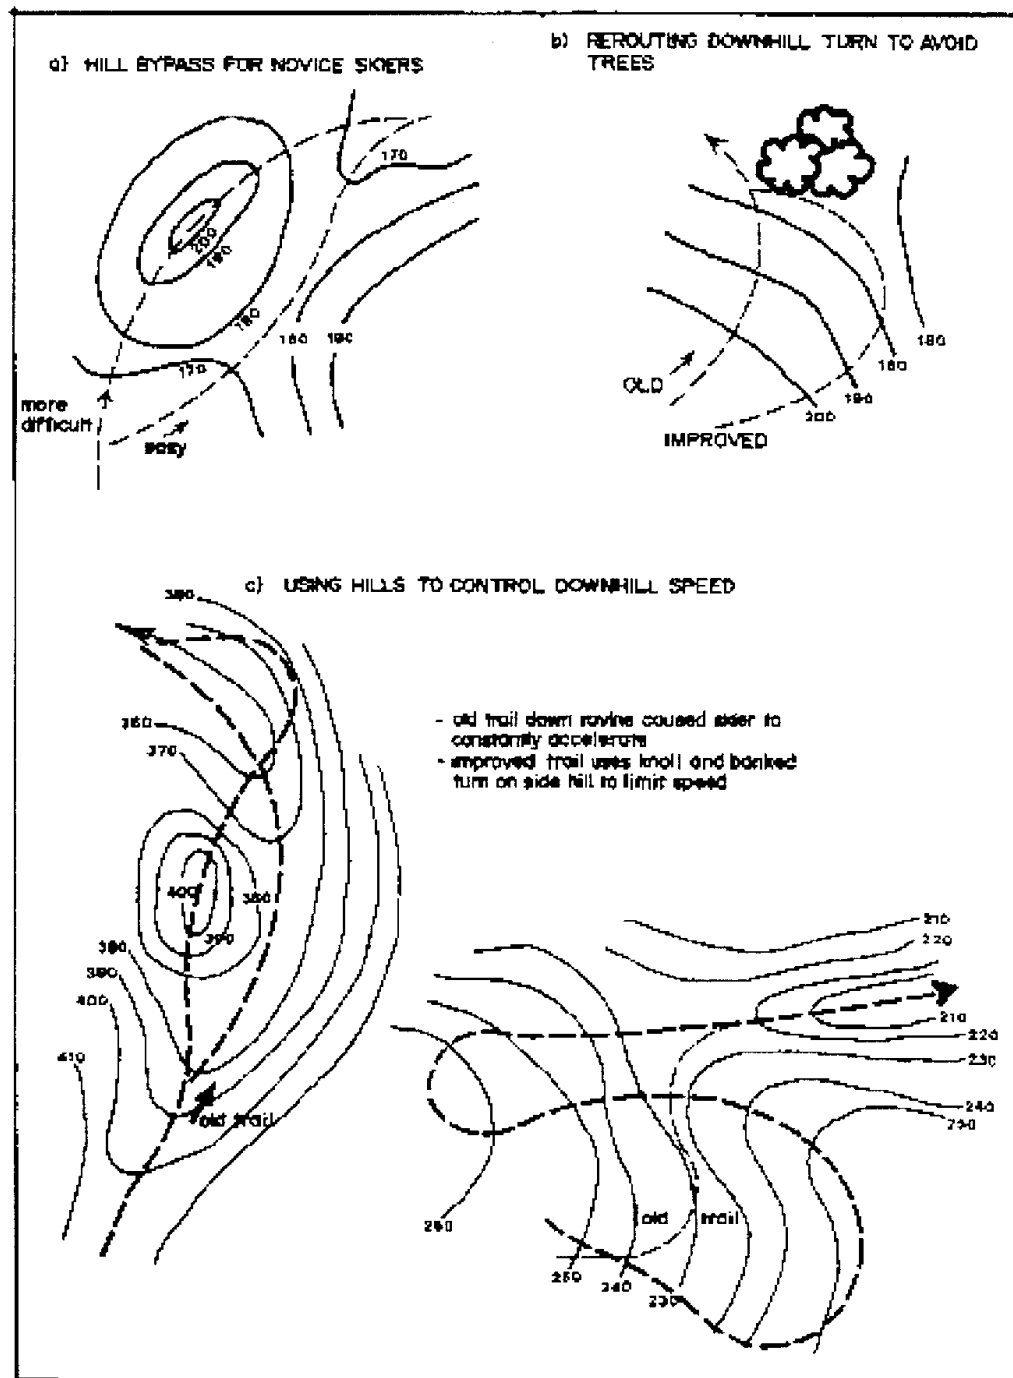 a) HILL BYPASS FOR NOVICE SKIERS
170
200
190
180
160
190
170
more
difficult
easy
b) REROUTING DOWNHILL TURN TO AVOID
TREES
180
180
190
200
OLD
IMPROVED
c) USING HILLS TO CONTROL DOWNHILL SPEED
380
360
370
- old trail down ravine caused skier to
constantly accelerate
- improved trail uses knoll and banked
turn on side hill to limit speed
400
380
390
380
390
400
410
old trail
210
220
210
220
230
240
250
old trail
260
250
240
230